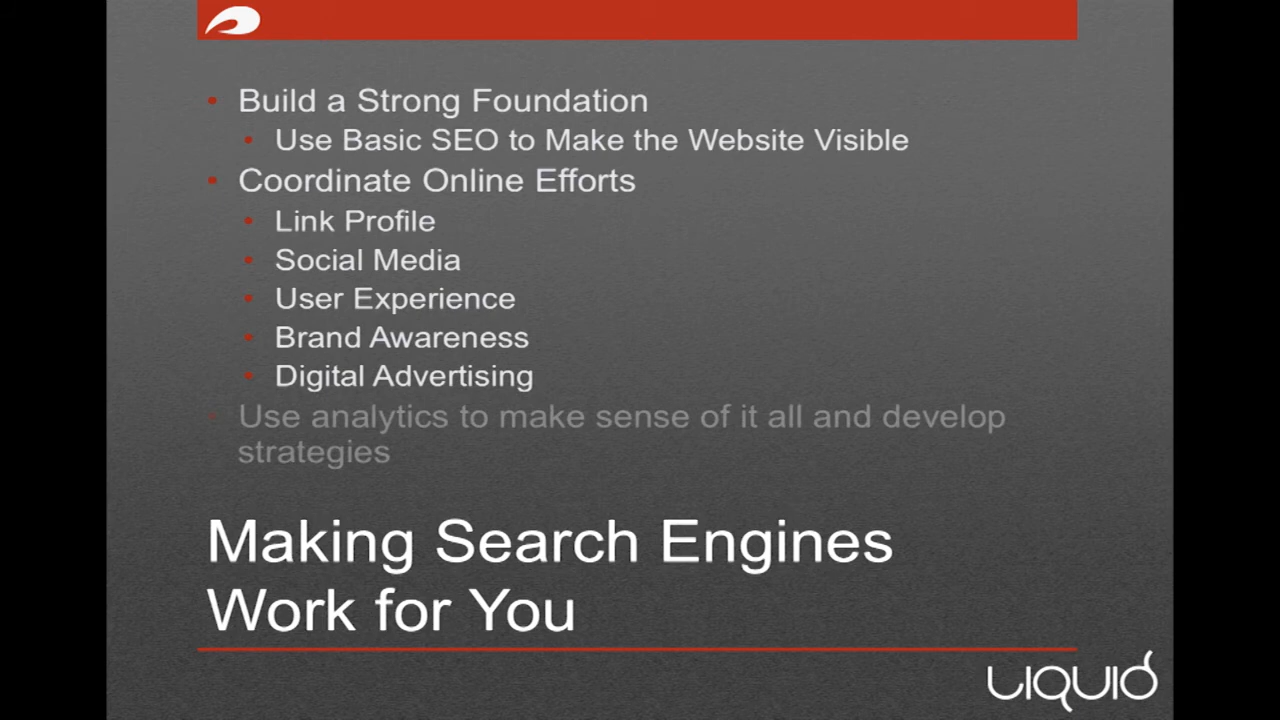 • Build a Strong Foundation
• Use Basic SEO to Make the Website Visible
• Coordinate Online Efforts
• Link Profile
• Social Media
• User Experience
• Brand Awareness
• Digital Advertising
• Use analytics to make sense of it all and develop
strategies
Making Search Engines
Work for You
LIQUID